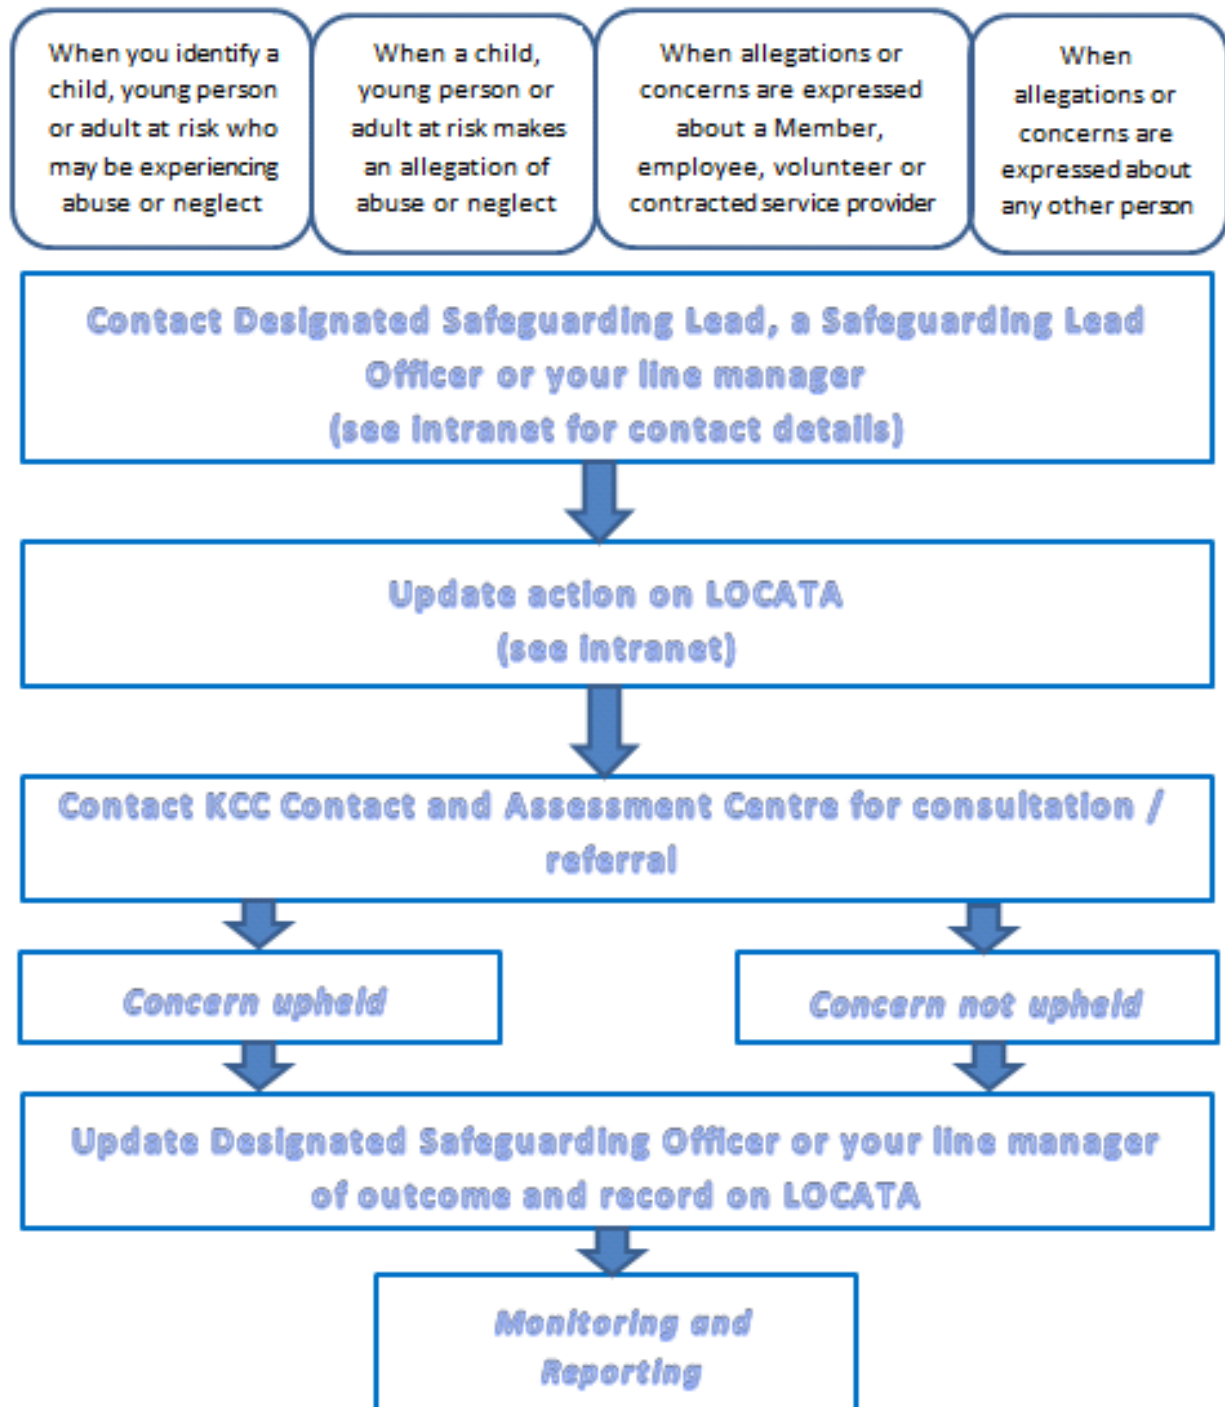 When you identify a
child, young person
or adult at risk who
may be experiencing
abuse or neglect
When a child,
young person or
adult at risk makes
an allegation of
abuse or neglect
When allegations or
concerns are expressed
about a Member,
employee, volunteer or
contracted service provider
When
allegations or
concerns are
expressed about
any other person
Contact Designated Safeguarding Lead, a Safeguarding Lead
Officer or your line manager
(see intranet for contact details)
Update action on LOCATA
(see intranet)
Contact KCC Contact and Assessment Centre for consultation /
referral
Concern upheld
Concern not upheld
Update Designated Safeguarding Officer or your line manager
of outcome and record on LOCATA
Monitoring and
Reporting